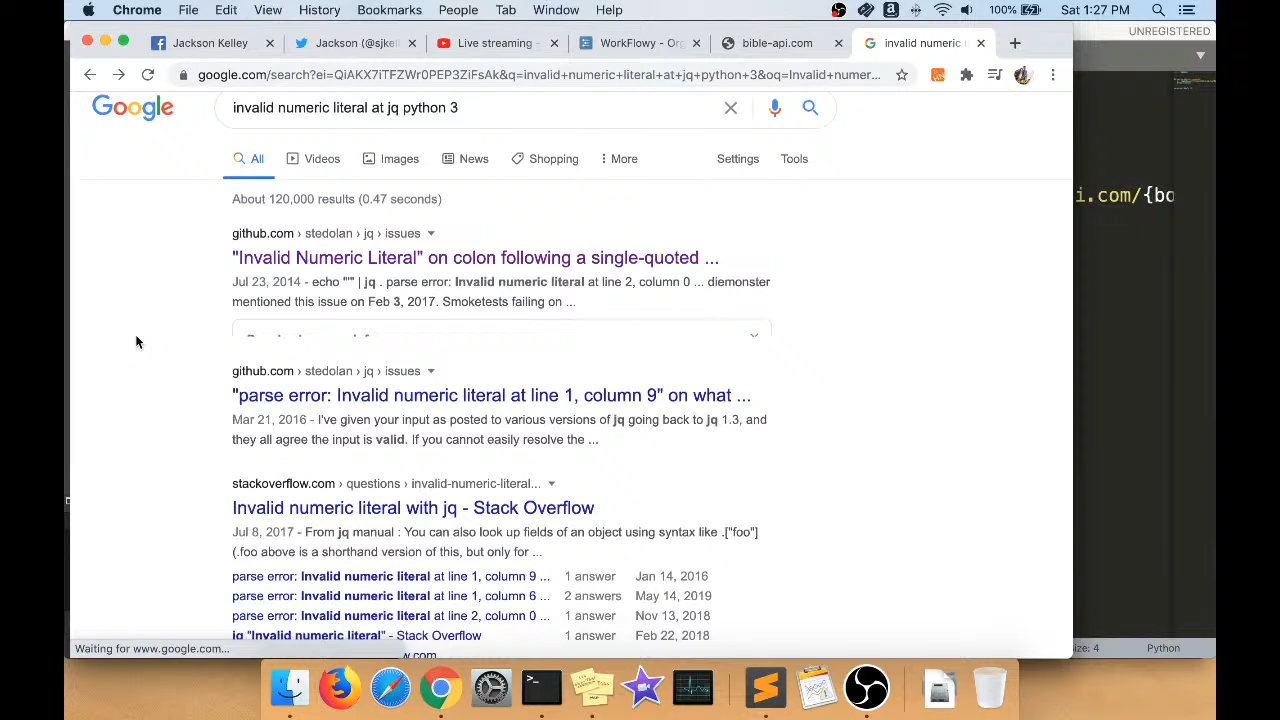 Chrome File Edit View History Bookmarks People Tab Window Help 100% Sat 1:27 PM
UNREGISTERED
Jackson Kelley Jackson (@sjke Live streaming - WorkFlowy - Org bible-api.com invalid numeric l
google.com/search?ei=QiAKX7iTFZWr0PEP3ZiFsAk&q=invalid+numeric+literal+at+jq+python+3&oq=Invalid+numer...
Google invalid numeric literal at jq python 3
All Videos Images News Shopping More Settings Tools
About 120,000 results (0.47 seconds)
i.com/{bo
github.com › stedolan › jq › issues
"Invalid Numeric Literal" on colon following a single-quoted ...
Jul 23, 2014 - echo "'" | jq . parse error: Invalid numeric literal at line 2, column 0 ... diemonster
mentioned this issue on Feb 3, 2017. Smoketests failing on ...
github.com › stedolan › jq › issues
"parse error: Invalid numeric literal at line 1, column 9" on what ...
Mar 21, 2016 - I've given your input as posted to various versions of jq going back to jq 1.3, and
they all agree the input is valid. If you cannot easily resolve the ...
stackoverflow.com › questions › invalid-numeric-literal...
Invalid numeric literal with jq - Stack Overflow
Jul 8, 2017 - From jq manual : You can also look up fields of an object using syntax like .["foo"]
(.foo above is a shorthand version of this, but only for ...
parse error: Invalid numeric literal at line 1, column 9 ... 1 answer Jan 14, 2016
parse error: Invalid numeric literal at line 1, column 6 ... 2 answers May 14, 2019
parse error: Invalid numeric literal at line 2, column 0 ... 1 answer Nov 13, 2018
jq "Invalid numeric literal" - Stack Overflow 1 answer Feb 22, 2018
w.com
Waiting for www.google.com... Python